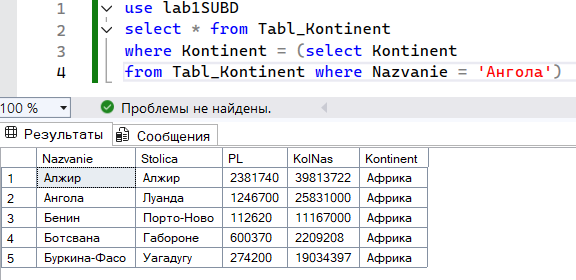 1 use lab1SUBD
2 select * from Tabl_Kontinent
3 where Kontinent = (select Kontinent
4 from Tabl_Kontinent where Nazvanie = 'Ангола')
100 % Проблемы не найдены.
Результаты Сообщения
Nazvanie Stolica PL KolNas Kontinent
1 Алжир Алжир 2381740 39813722 Африка
2 Ангола Луанда 1246700 25831000 Африка
3 Бенин Порто-Ново 112620 11167000 Африка
4 Ботсвана Габороне 600370 2209208 Африка
5 Буркина-Фасо Уагадугу 274200 19034397 Африка